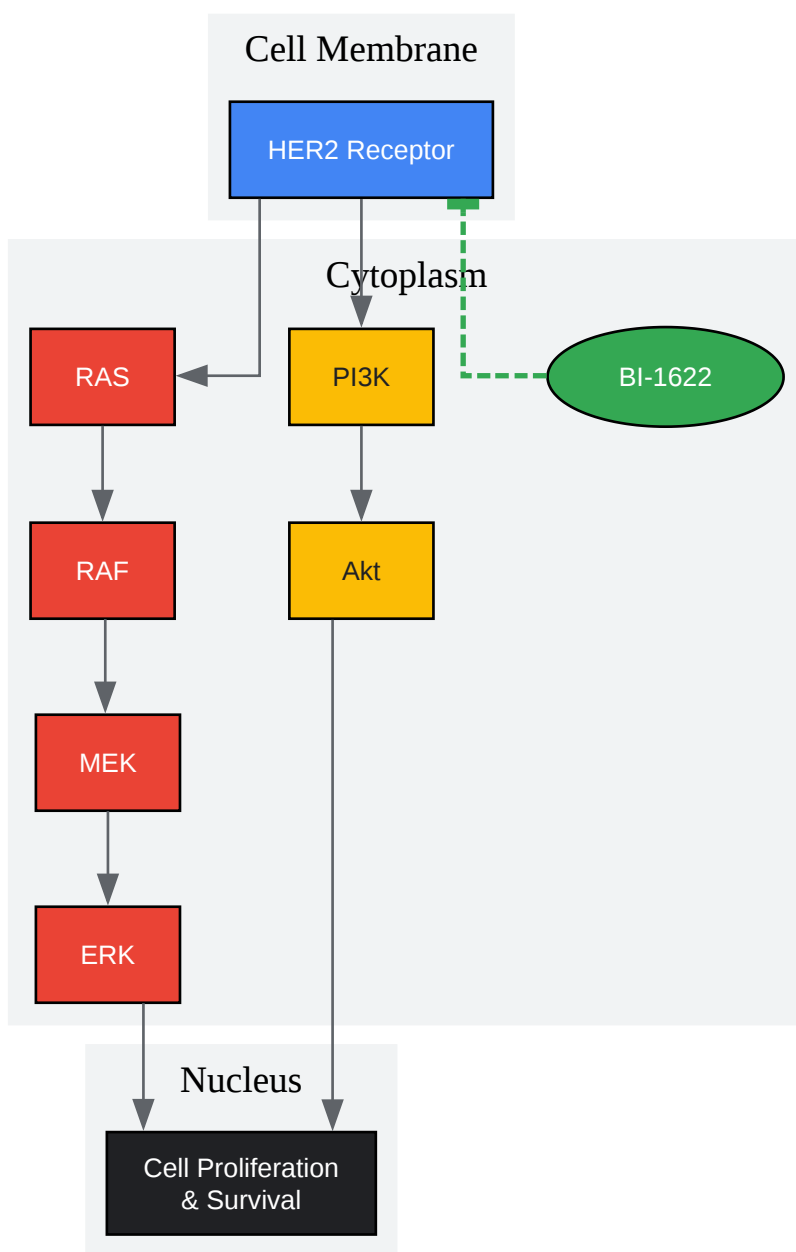 Cell Membrane
HER2 Receptor
Cytoplasm
RAS
PI3K
BI-1622
RAF
Akt
MEK
ERK
Nucleus
Cell Proliferation
& Survival